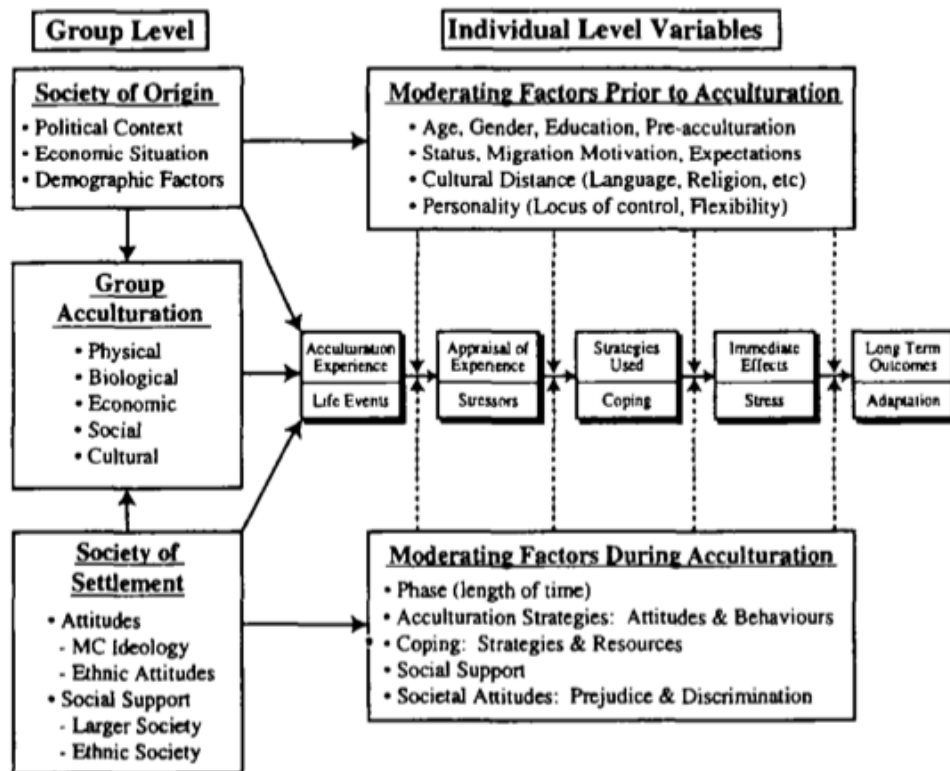 Group Level
Individual Level Variables
Society of Origin
• Political Context
• Economic Situation
• Demographic Factors
Moderating Factors Prior to Acculturation
• Age, Gender, Education, Pre-acculturation
• Status, Migration Motivation, Expectations
• Cultural Distance (Language, Religion, etc)
• Personality (Locus of control, Flexibility)
Group
Acculturation
• Physical
• Biological
• Economic
• Social
• Cultural
Acculturation
Experience
Life Events
Appraisal of
Experience
Stressors
Strategies
Used
Coping
Immediate
Effects
Stress
Long Term
Outcomes
Adaptation
Society of
Settlement
• Attitudes
- MC Ideology
- Ethnic Attitudes
• Social Support
- Larger Society
- Ethnic Society
Moderating Factors During Acculturation
• Phase (length of time)
• Acculturation Strategies: Attitudes & Behaviours
• Coping: Strategies & Resources
• Social Support
• Societal Attitudes: Prejudice & Discrimination